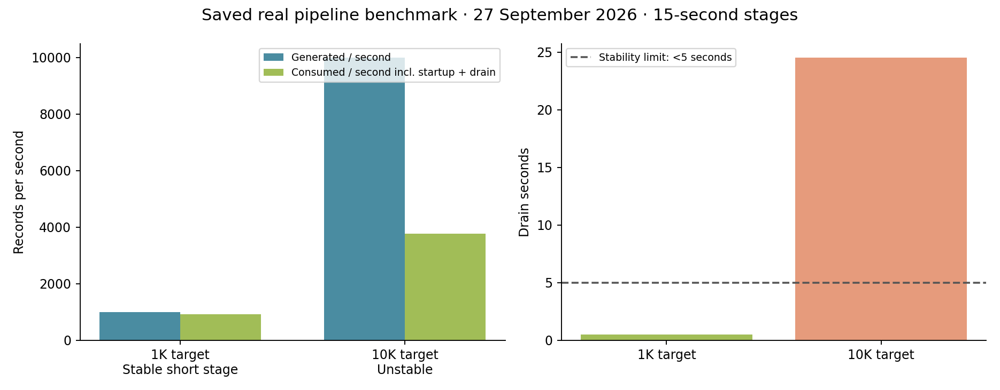 Saved real pipeline benchmark · 27 September 2026 · 15-second stages
Records per second
10000
8000
6000
4000
2000
0
Generated / second
Consumed / second incl. startup + drain
1K target
Stable short stage
10K target
Unstable
Drain seconds
25
20
15
10
5
0
Stability limit: <5 seconds
1K target
10K target